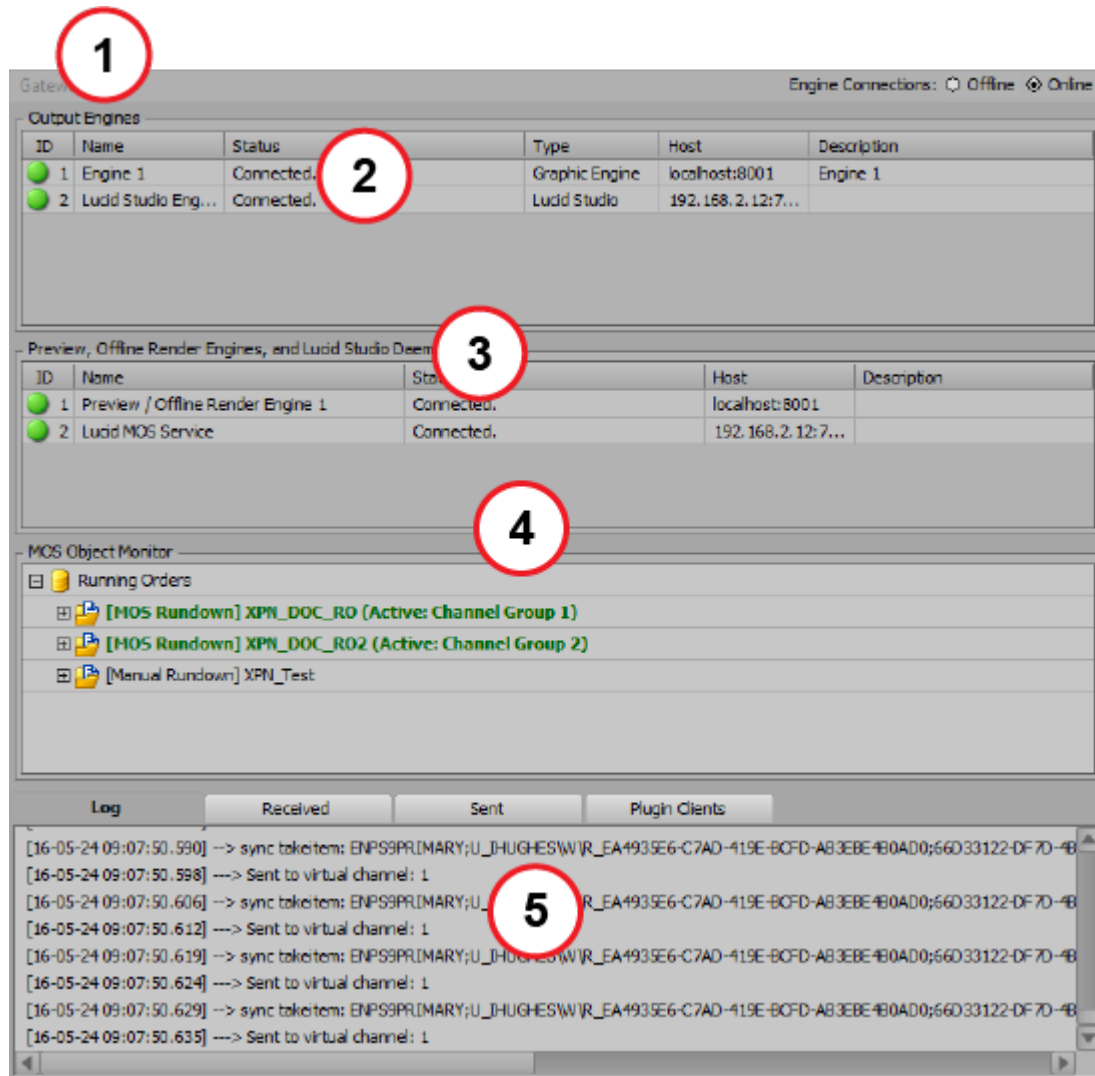 1
Engine Connections: Offline Online
Output Engines
ID Name Status Type Host Description
1 Engine 1 Connected. Graphic Engine localhost:8001 Engine 1
2 Lucid Studio Eng... Connected. Lucid Studio 192.168.2.12:7...
2
Preview, Offline Render Engines, and Lucid Studio
3
ID Name Host Description
1 Preview / Offline Render Engine 1 Connected. localhost:8001
2 Lucid MOS Service Connected. 192.168.2.12:7...
4
MOS Object Monitor
Running Orders
[MOS Rundown] XPN_DOC_RO (Active: Channel Group 1)
[MOS Rundown] XPN_DOC_RO2 (Active: Channel Group 2)
[Manual Rundown] XPN_Test
Log Received Sent Plugin Clients
[16-05-24 09:07:50.590] --> sync takeitem: ENPS9PRIMARY;U_IHUGHES\W\R_EA4935E6-C7AD-419E-BCFD-AB3EBE4B0AD0;66D33122-DF7D-4B
[16-05-24 09:07:50.598] ---> Sent to virtual channel: 1
[16-05-24 09:07:50.606] --> sync takeitem: ENPS9PRIMARY;U_ R_EA4935E6-C7AD-419E-BCFD-AB3EBE4B0AD0;66D33122-DF7D-4B
5
[16-05-24 09:07:50.612] ---> Sent to virtual channel: 1
[16-05-24 09:07:50.619] --> sync takeitem: ENPS9PRIMARY;U_IHUGHES\W\R_EA4935E6-C7AD-419E-BCFD-AB3EBE4B0AD0;66D33122-DF7D-4B
[16-05-24 09:07:50.624] ---> Sent to virtual channel: 1
[16-05-24 09:07:50.629] --> sync takeitem: ENPS9PRIMARY;U_IHUGHES\W\R_EA4935E6-C7AD-419E-BCFD-AB3EBE4B0AD0;66D33122-DF7D-4B
[16-05-24 09:07:50.635] ---> Sent to virtual channel: 1